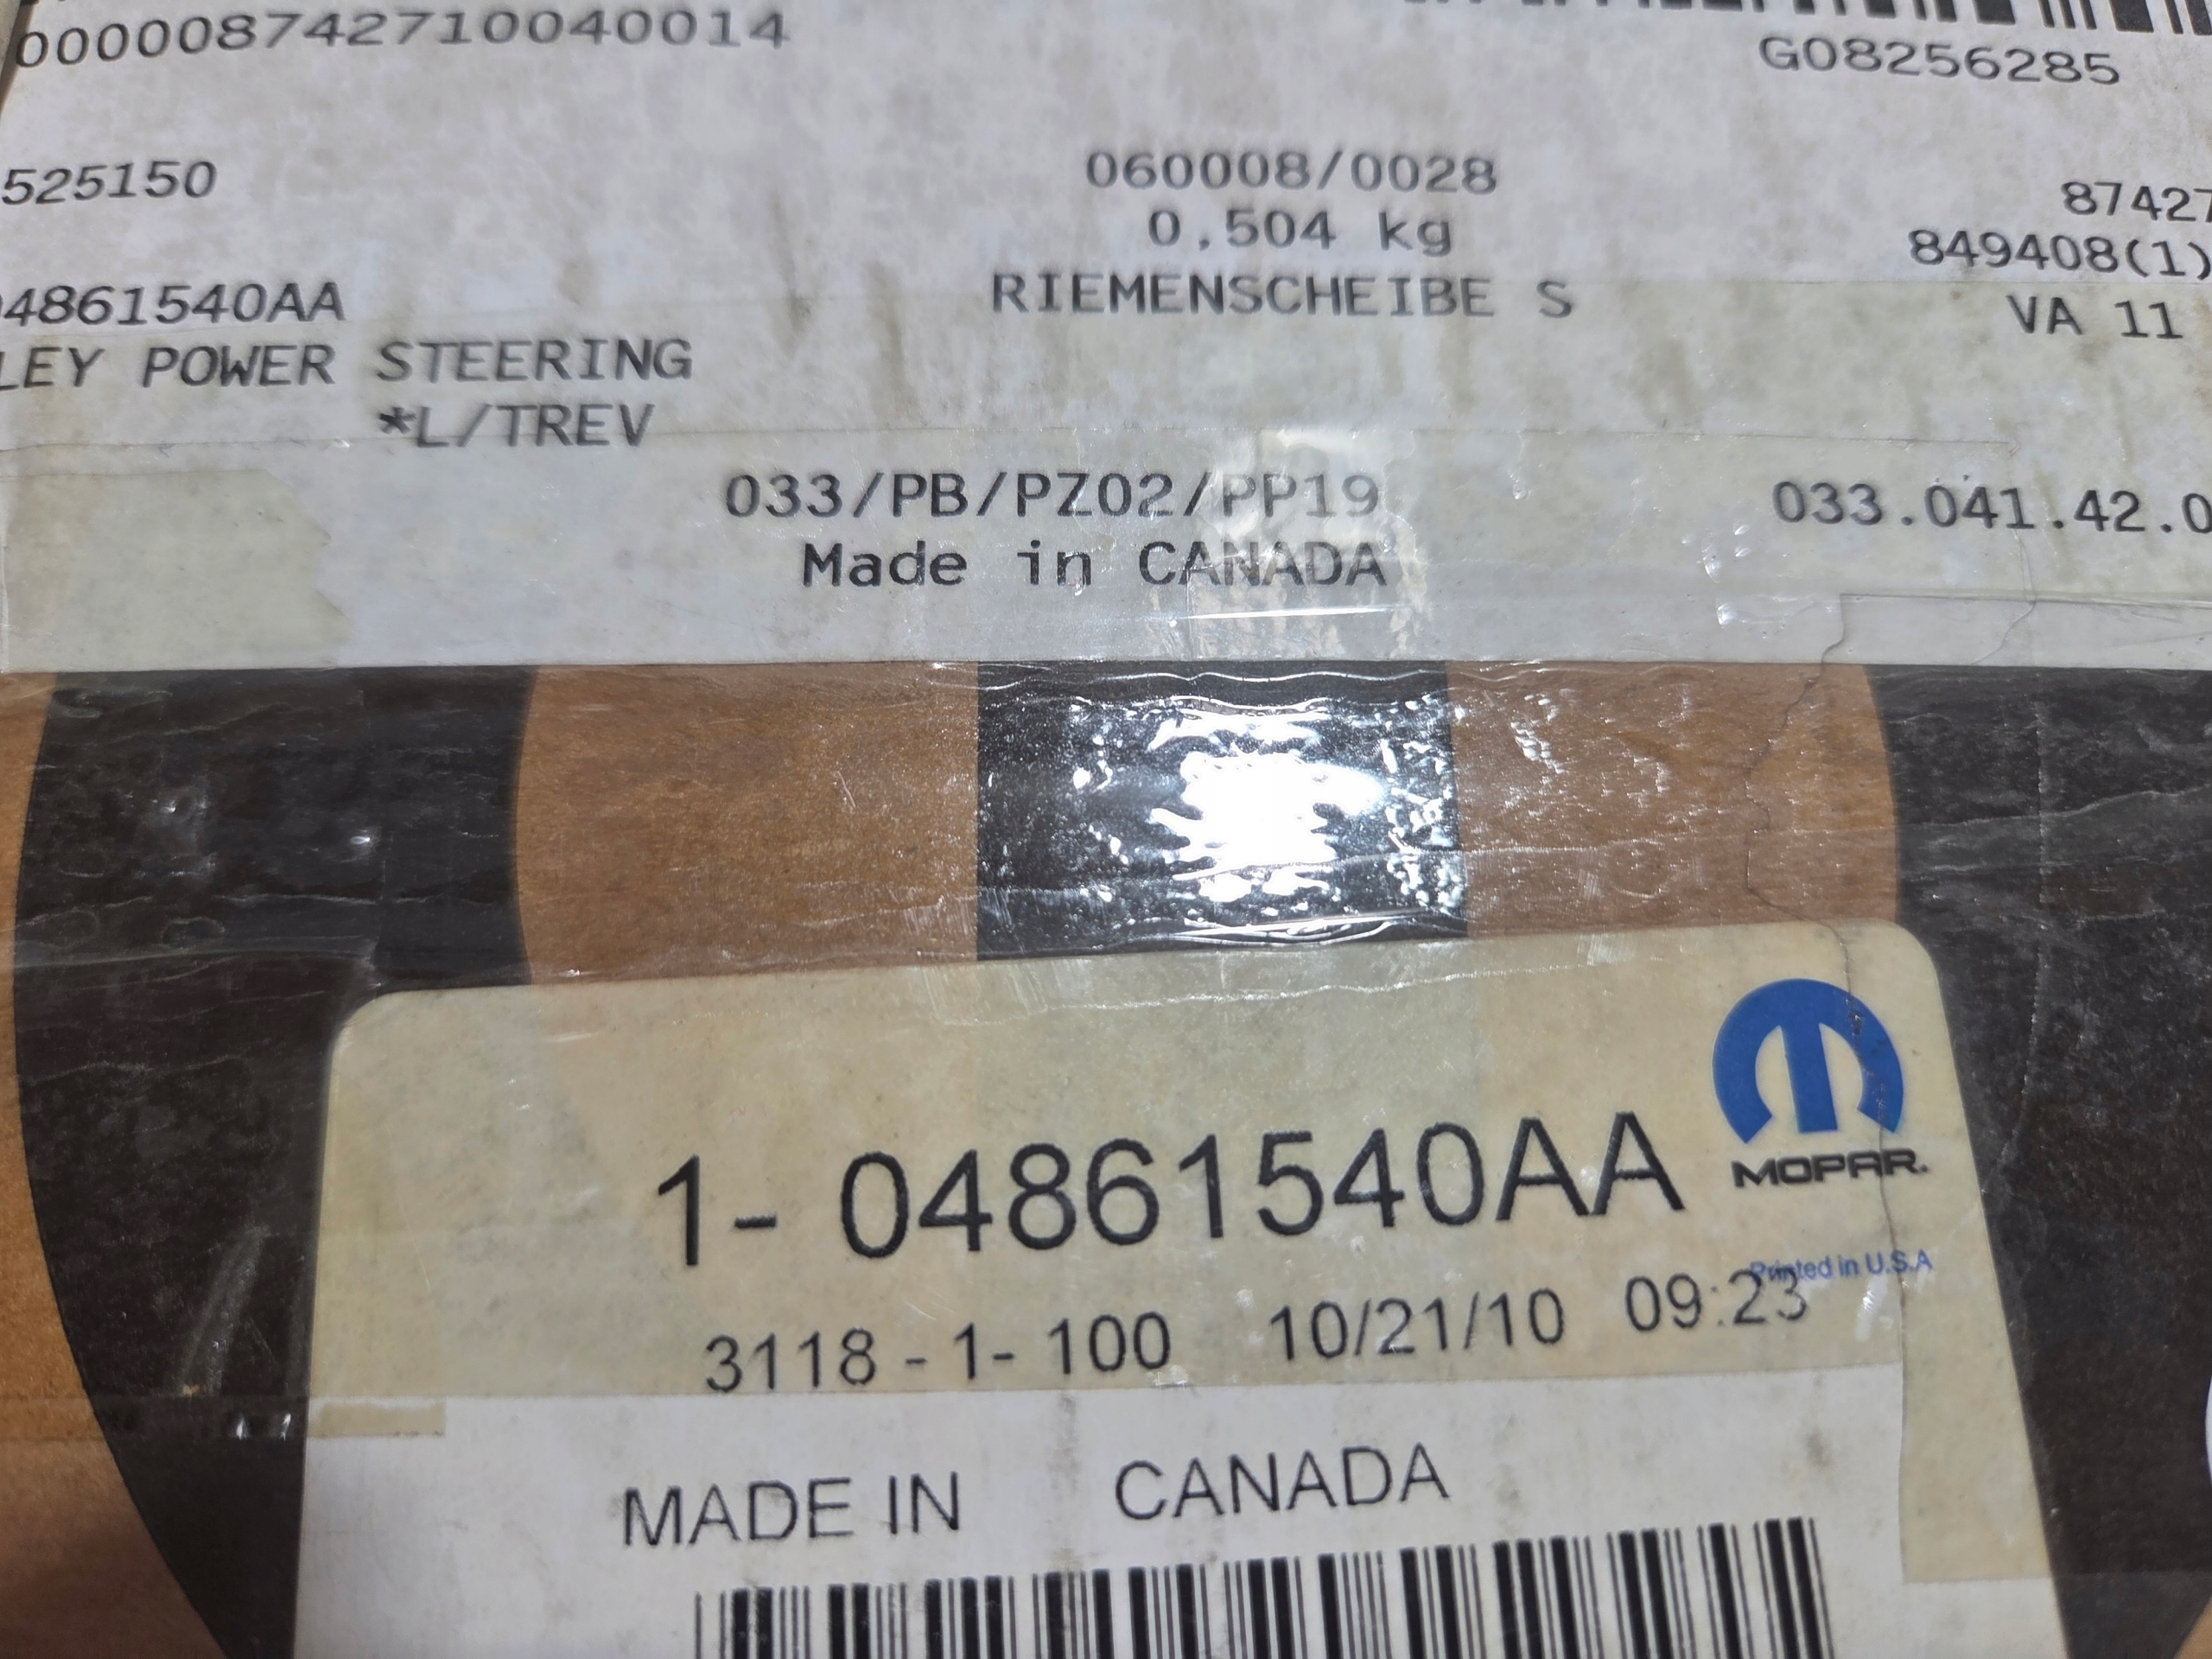 000008742710040014
G08256285
525150
060008/0028
87427
0,504 kg
849408(1)
04861540AA
RIEMENSCHEIBE S
VA 11
LEY POWER STEERING
*L/TREV
033/PB/PZ02/PP19
033.041.42.0
Made in CANADA
1- 04861540AA
MOPAR.
Printed in U.S.A
3118 - 1- 100 10/21/10 09:23
MADE IN CANADA